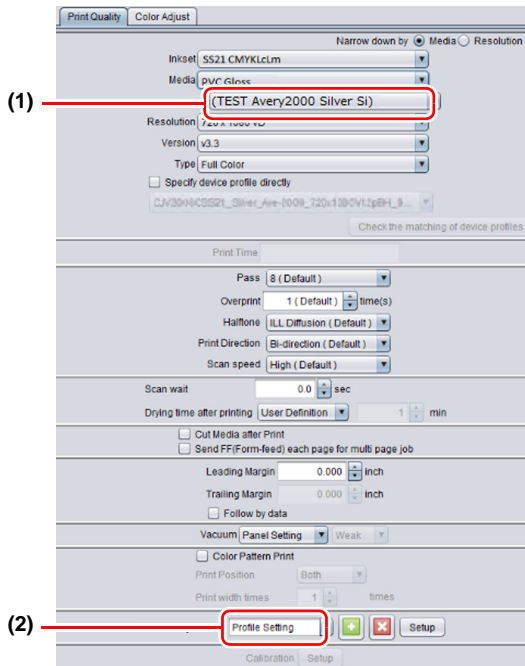 Print Quality Color Adjust
Narrow down by Media Resolution
Inkset SS21 CMYKLcLm
Media PVC Gloss
(1) (TEST Avery2000 Silver Si)
Resolution 720 x 1080 VD
Version v3.3
Type Full Color
Specify device profile directly
Check the matching of device profiles
Print Time
Pass 8 ( Default )
Overprint 1 ( Default ) time(s)
Halftone ILL Diffusion ( Default )
Print Direction Bi-direction ( Default )
Scan speed High ( Default )
Scan wait 0.0 sec
Drying time after printing User Definition 1 min
Cut Media after Print
Send FF(Form-feed) each page for multi page job
Leading Margin 0.000 inch
Trailing Margin 0.000 inch
Follow by data
Vacuum Panel Setting Weak
Color Pattern Print
Print Position Both
Print width times 1 times
(2) Profile Setting Setup
Calibration Setup